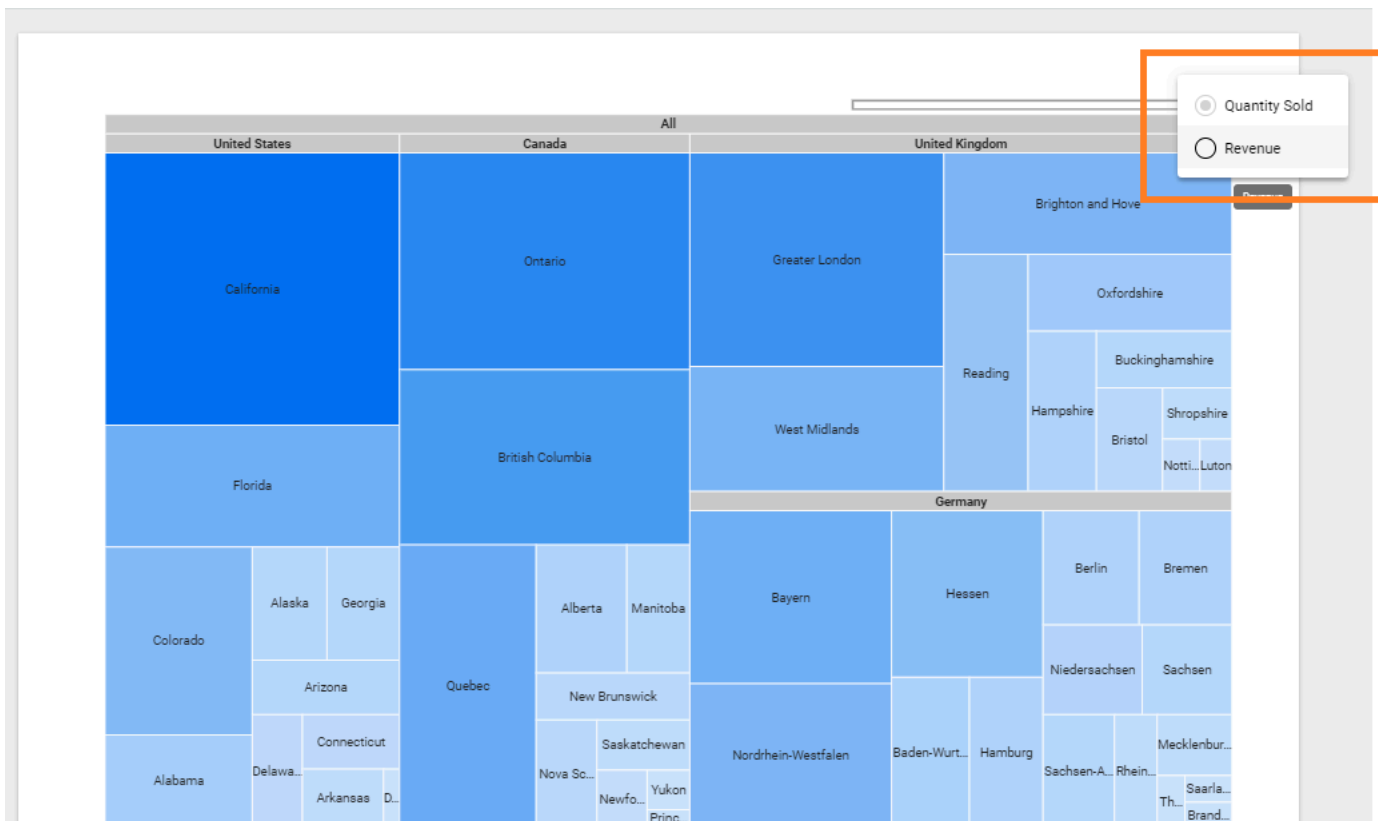 Quantity Sold
Revenue
All
United States
Canada
United Kingdom
California
Florida
Colorado
Alaska
Georgia
Arizona
Connecticut
Delawa...
Alabama
Arkansas
D...
Ontario
British Columbia
Quebec
Alberta
Manitoba
New Brunswick
Nova Sc...
Saskatchewan
Newfo...
Yukon
Princ...
Greater London
West Midlands
Brighton and Hove
Reading
Oxfordshire
Hampshire
Buckinghamshire
Bristol
Shropshire
Notti...
Luton
Germany
Bayern
Nordrhein-Westfalen
Hessen
Baden-Wurt...
Hamburg
Berlin
Bremen
Niedersachsen
Sachsen
Sachsen-A...
Rhein...
Mecklenbur...
Th...
Saarla...
Brand...